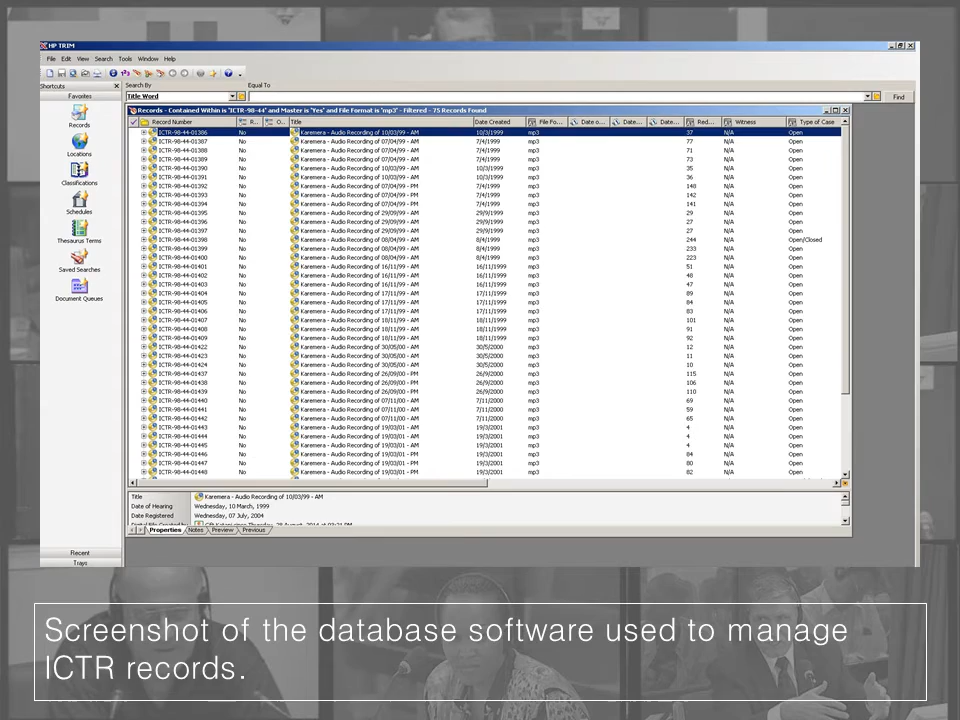 HP TRIM
File Edit View Search Tools Window Help
Shortcuts
Search By Equal To
Favorites
Title Word Find
Records - Contained Within is 'ICTR-98-44' and Master is 'Yes' and File Format is 'mp3' - Filtered - 75 Records Found
Record Number R... O... Title Date Created File Fo... Date o... Date... Date... Red... Witness Type of Case
ICTR-98-44-01386 No Karemera - Audio Recording of 10/03/99 - AM 10/3/1999 mp3 37 N/A Open
ICTR-98-44-01387 No Karemera - Audio Recording of 07/04/99 - AM 7/4/1999 mp3 77 N/A Open
ICTR-98-44-01388 No Karemera - Audio Recording of 07/04/99 - AM 7/4/1999 mp3 71 N/A Open
ICTR-98-44-01389 No Karemera - Audio Recording of 07/04/99 - AM 7/4/1999 mp3 73 N/A Open
ICTR-98-44-01390 No Karemera - Audio Recording of 10/03/99 - AM 10/3/1999 mp3 35 N/A Open
ICTR-98-44-01391 No Karemera - Audio Recording of 10/03/99 - AM 10/3/1999 mp3 36 N/A Open
ICTR-98-44-01392 No Karemera - Audio Recording of 07/04/99 - PM 7/4/1999 mp3 148 N/A Open
ICTR-98-44-01393 No Karemera - Audio Recording of 07/04/99 - PM 7/4/1999 mp3 142 N/A Open
ICTR-98-44-01394 No Karemera - Audio Recording of 07/04/99 - PM 7/4/1999 mp3 141 N/A Open
ICTR-98-44-01395 No Karemera - Audio Recording of 29/09/99 - AM 29/9/1999 mp3 29 N/A Open
ICTR-98-44-01396 No Karemera - Audio Recording of 29/09/99 - AM 29/9/1999 mp3 27 N/A Open
ICTR-98-44-01397 No Karemera - Audio Recording of 29/09/99 - AM 29/9/1999 mp3 27 N/A Open
ICTR-98-44-01398 No Karemera - Audio Recording of 08/04/99 - AM 8/4/1999 mp3 244 N/A Open/Closed
ICTR-98-44-01399 No Karemera - Audio Recording of 08/04/99 - AM 8/4/1999 mp3 233 N/A Open
ICTR-98-44-01400 No Karemera - Audio Recording of 08/04/99 - AM 8/4/1999 mp3 223 N/A Open
ICTR-98-44-01401 No Karemera - Audio Recording of 16/11/99 - AM 16/11/1999 mp3 51 N/A Open
ICTR-98-44-01402 No Karemera - Audio Recording of 16/11/99 - AM 16/11/1999 mp3 48 N/A Open
ICTR-98-44-01403 No Karemera - Audio Recording of 16/11/99 - AM 16/11/1999 mp3 47 N/A Open
ICTR-98-44-01404 No Karemera - Audio Recording of 17/11/99 - AM 17/11/1999 mp3 89 N/A Open
ICTR-98-44-01405 No Karemera - Audio Recording of 17/11/99 - AM 17/11/1999 mp3 84 N/A Open
ICTR-98-44-01406 No Karemera - Audio Recording of 17/11/99 - AM 17/11/1999 mp3 83 N/A Open
ICTR-98-44-01407 No Karemera - Audio Recording of 18/11/99 - AM 18/11/1999 mp3 101 N/A Open
ICTR-98-44-01408 No Karemera - Audio Recording of 18/11/99 - AM 18/11/1999 mp3 91 N/A Open
ICTR-98-44-01409 No Karemera - Audio Recording of 18/11/99 - AM 18/11/1999 mp3 92 N/A Open
ICTR-98-44-01422 No Karemera - Audio Recording of 30/05/00 - AM 30/5/2000 mp3 12 N/A Open
ICTR-98-44-01423 No Karemera - Audio Recording of 30/05/00 - AM 30/5/2000 mp3 11 N/A Open
ICTR-98-44-01424 No Karemera - Audio Recording of 30/05/00 - AM 30/5/2000 mp3 10 N/A Open
ICTR-98-44-01437 No Karemera - Audio Recording of 26/09/00 - PM 26/9/2000 mp3 115 N/A Open
ICTR-98-44-01438 No Karemera - Audio Recording of 26/09/00 - PM 26/9/2000 mp3 106 N/A Open
ICTR-98-44-01439 No Karemera - Audio Recording of 26/09/00 - PM 26/9/2000 mp3 110 N/A Open
ICTR-98-44-01440 No Karemera - Audio Recording of 07/11/00 - AM 7/11/2000 mp3 69 N/A Open
ICTR-98-44-01441 No Karemera - Audio Recording of 07/11/00 - AM 7/11/2000 mp3 59 N/A Open
ICTR-98-44-01442 No Karemera - Audio Recording of 07/11/00 - AM 7/11/2000 mp3 65 N/A Open
ICTR-98-44-01443 No Karemera - Audio Recording of 19/03/01 - AM 19/3/2001 mp3 4 N/A Open
ICTR-98-44-01444 No Karemera - Audio Recording of 19/03/01 - AM 19/3/2001 mp3 4 N/A Open
ICTR-98-44-01445 No Karemera - Audio Recording of 19/03/01 - AM 19/3/2001 mp3 4 N/A Open
ICTR-98-44-01446 No Karemera - Audio Recording of 19/03/01 - PM 19/3/2001 mp3 84 N/A Open
ICTR-98-44-01447 No Karemera - Audio Recording of 19/03/01 - PM 19/3/2001 mp3 80 N/A Open
ICTR-98-44-01448 No Karemera - Audio Recording of 19/03/01 - PM 19/3/2001 mp3 82 N/A Open
Records
Locations
Classifications
Schedules
Thesaurus Terms
Saved Searches
Document Queues
Title Karemera - Audio Recording of 10/03/99 - AM
Date of Hearing Wednesday, 10 March, 1999
Date Registered Wednesday, 07 July, 2004
Properties Notes Preview Previous
Recent
Trays
Screenshot of the database software used to manage
ICTR records.